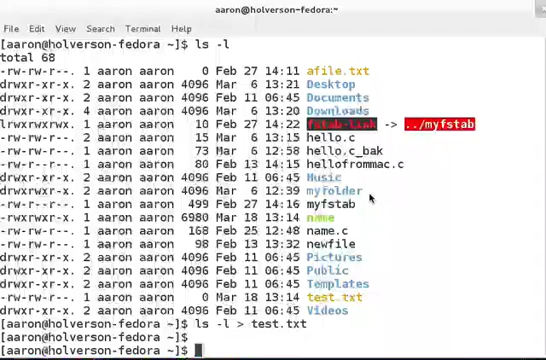 aaron@holverson-fedora:~
File Edit View Search Terminal Help
[aaron@holverson-fedora ~]$ ls -l
total 68
-rw-rw-r--. 1 aaron aaron 0 Feb 27 14:11 afile.txt
drwxr-xr-x. 2 aaron aaron 4096 Mar 6 13:21 Desktop
drwxr-xr-x. 2 aaron aaron 4096 Feb 11 06:45 Documents
drwxr-xr-x. 4 aaron aaron 4096 Mar 6 13:20 Downloads
lrwxrwxrwx. 1 aaron aaron 10 Feb 27 14:22 fstab-link -> ../myfstab
-rw-rw-r--. 2 aaron aaron 65 Mar 6 13:15 hello.c
-rw-rw-r--. 1 aaron aaron 73 Mar 6 12:58 hello.c_bak
-rw-rw-r--. 1 aaron aaron 80 Feb 13 14:15 hellofrommac.c
drwxr-xr-x. 2 aaron aaron 4096 Feb 11 06:45 Music
drwxrwxr-x. 2 aaron aaron 4096 Mar 6 12:39 myfolder
-rw-rw-r--. 1 aaron aaron 499 Feb 27 14:16 myfstab
-rwxrwxr-x. 1 aaron aaron 6980 Mar 18 13:14 name
-rw-rw-r--. 1 aaron aaron 168 Feb 25 12:48 name.c
-rw-rw-r--. 1 aaron aaron 98 Feb 13 13:32 newfile
drwxr-xr-x. 2 aaron aaron 4096 Feb 11 06:45 Pictures
drwxr-xr-x. 2 aaron aaron 4096 Feb 11 06:45 Public
drwxr-xr-x. 2 aaron aaron 4096 Feb 11 06:45 Templates
-rw-rw-r--. 1 aaron aaron 0 Mar 18 13:14 test.txt
drwxr-xr-x. 2 aaron aaron 4096 Feb 11 06:45 Videos
[aaron@holverson-fedora ~]$ ls -l > test.txt
[aaron@holverson-fedora ~]$
[aaron@holverson-fedora ~]$